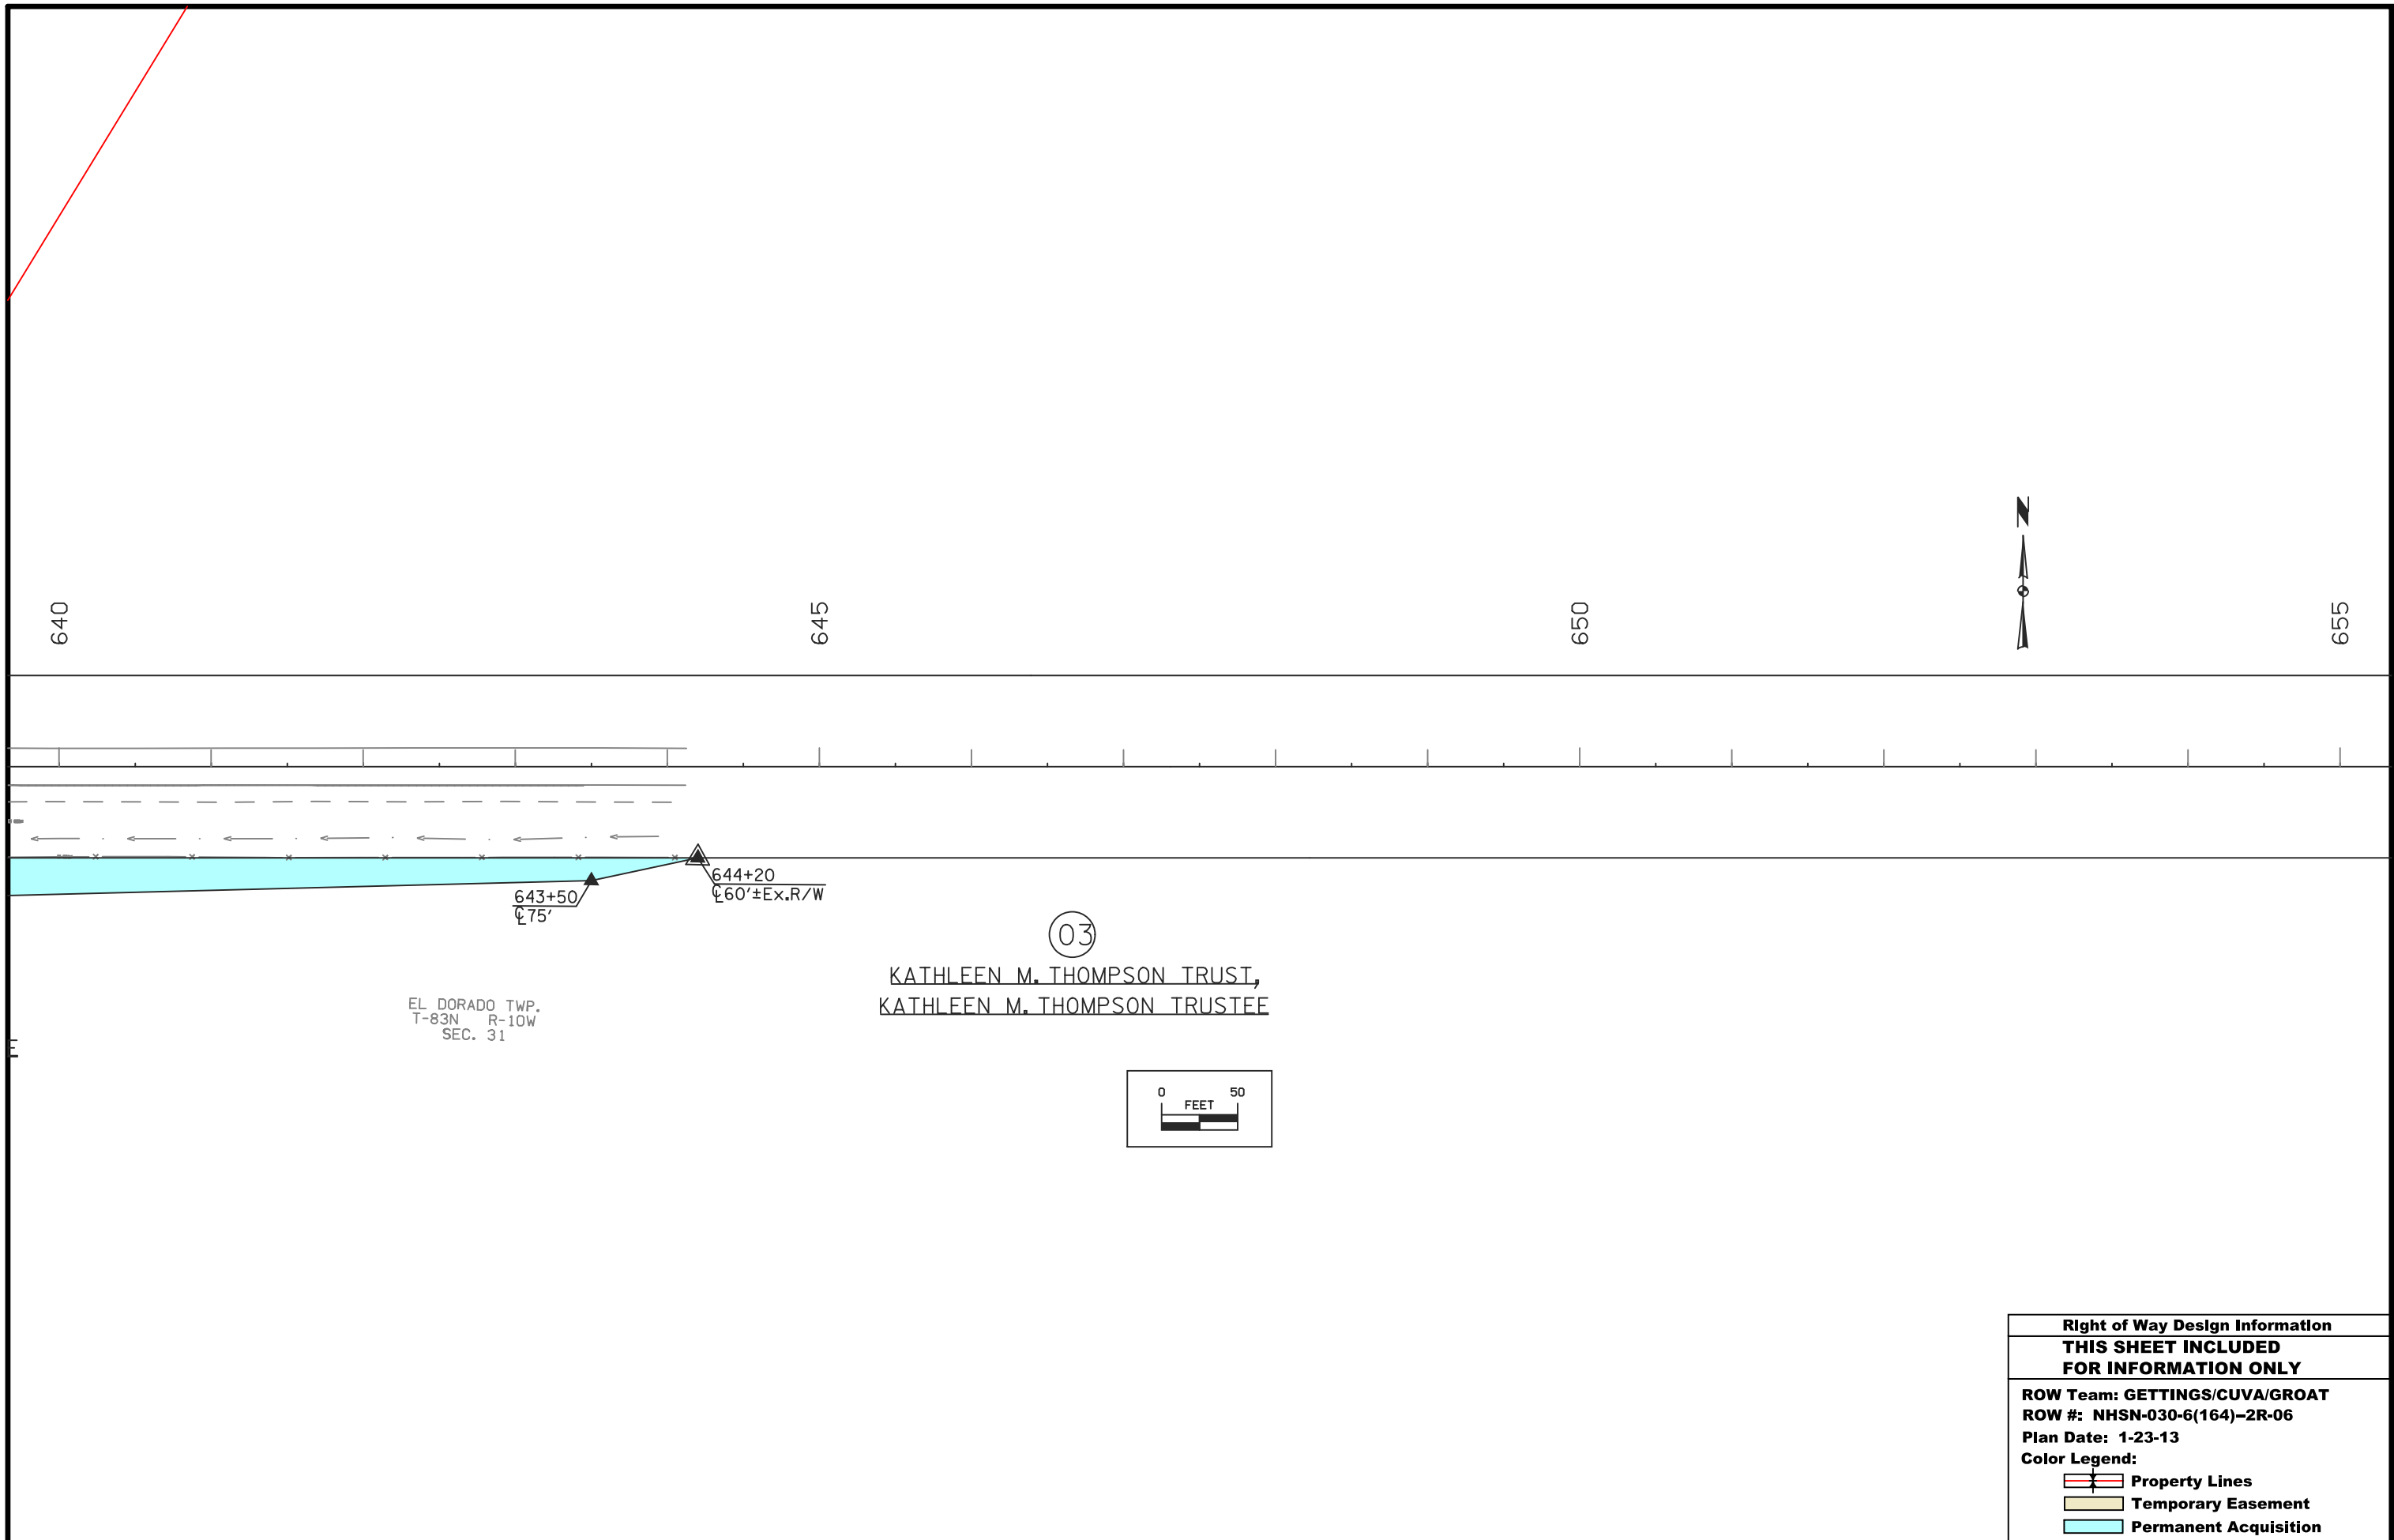 640
645
650
655
N
644+20
℄60'±Ex.R/W
643+50
℄75'
03
KATHLEEN M. THOMPSON TRUST,
KATHLEEN M. THOMPSON TRUSTEE
EL DORADO TWP.
T-83N R-10W
SEC. 31
E
0 50
FEET
Right of Way Design Information
THIS SHEET INCLUDED
FOR INFORMATION ONLY
ROW Team: GETTINGS/CUVA/GROAT
ROW #: NHSN-030-6(164)--2R-06
Plan Date: 1-23-13
Color Legend:
Property Lines
Temporary Easement
Permanent Acquisition